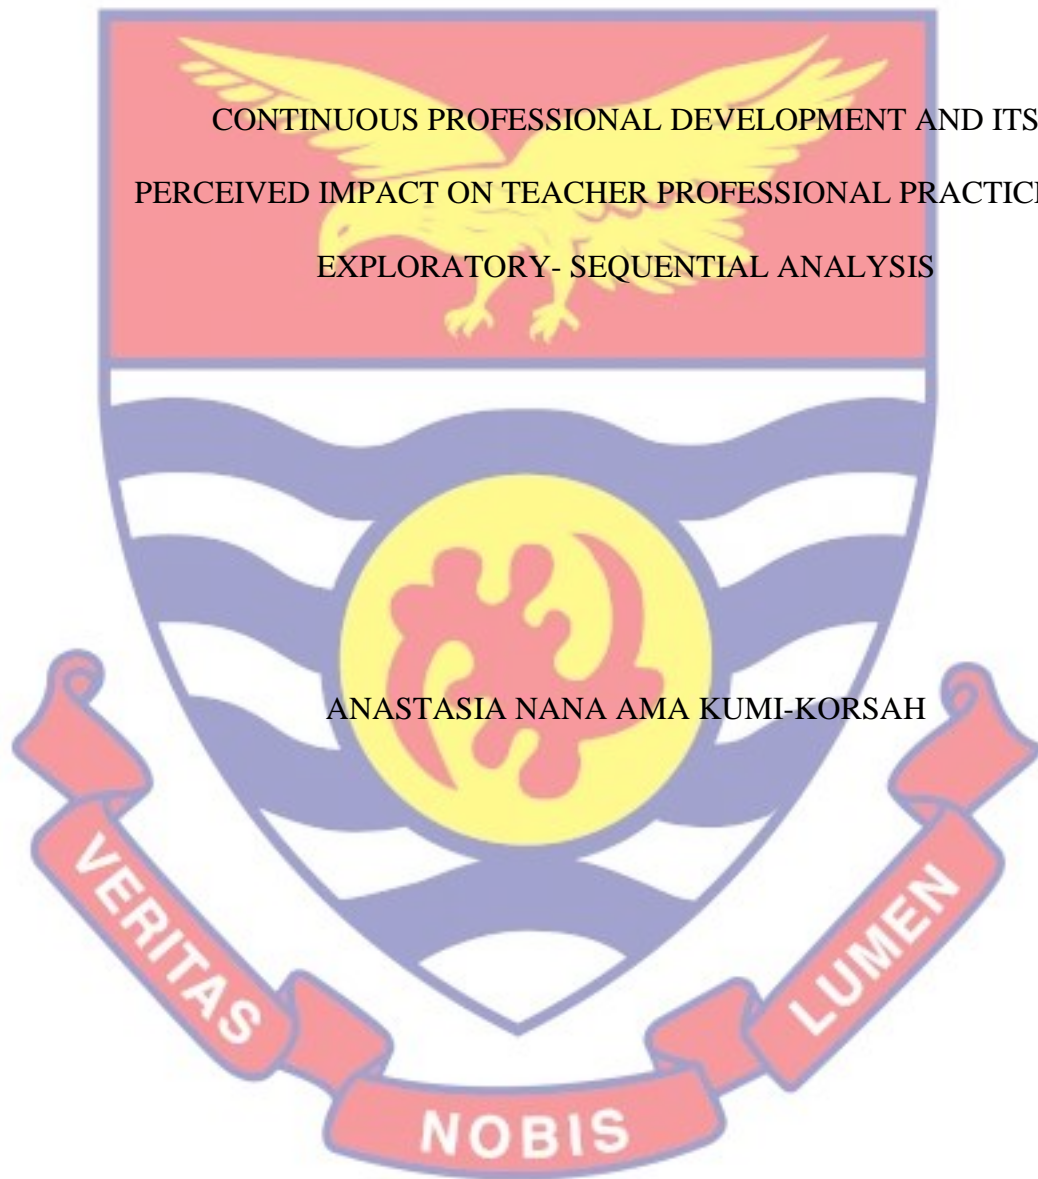 CONTINUOUS PROFESSIONAL DEVELOPMENT AND ITS
PERCEIVED IMPACT ON TEACHER PROFESSIONAL PRACTIC
EXPLORATORY- SEQUENTIAL ANALYSIS
ANASTASIA NANA AMA KUMI-KORSAH
VERITAS
NOBIS
LUMEN